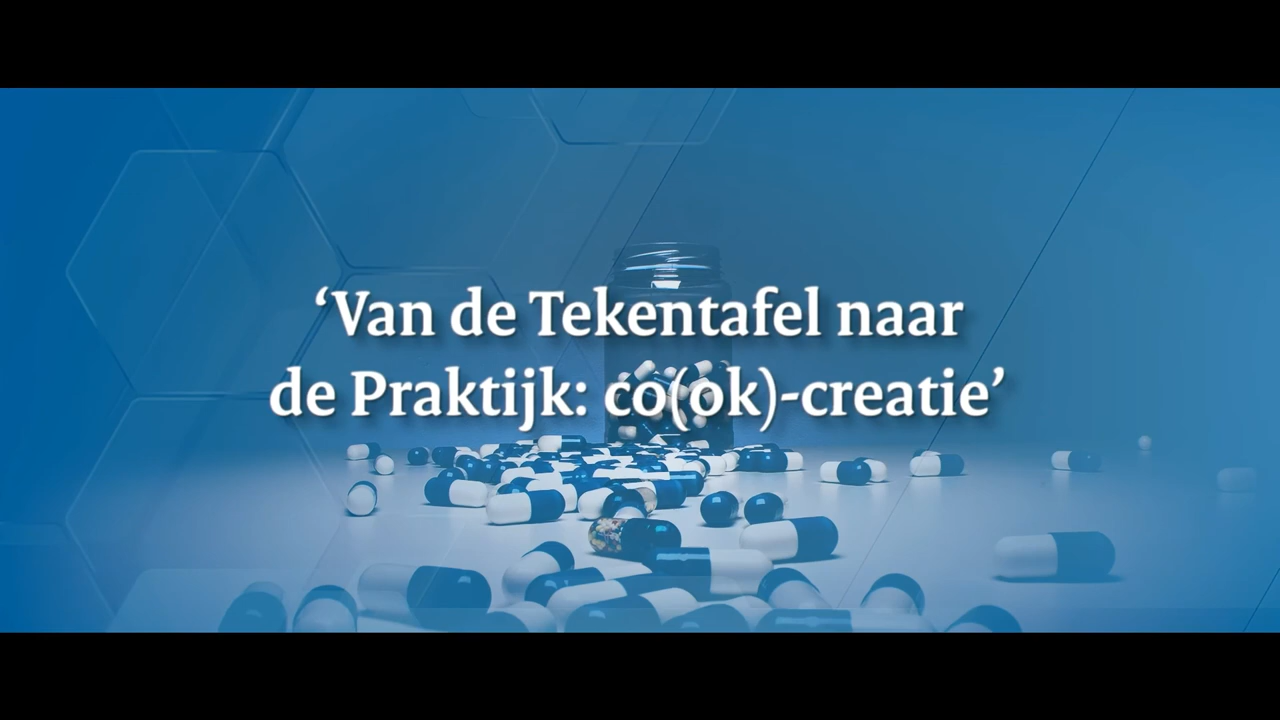 ‘Van de Tekentafel naar
de Praktijk: co(ok)-creatie’